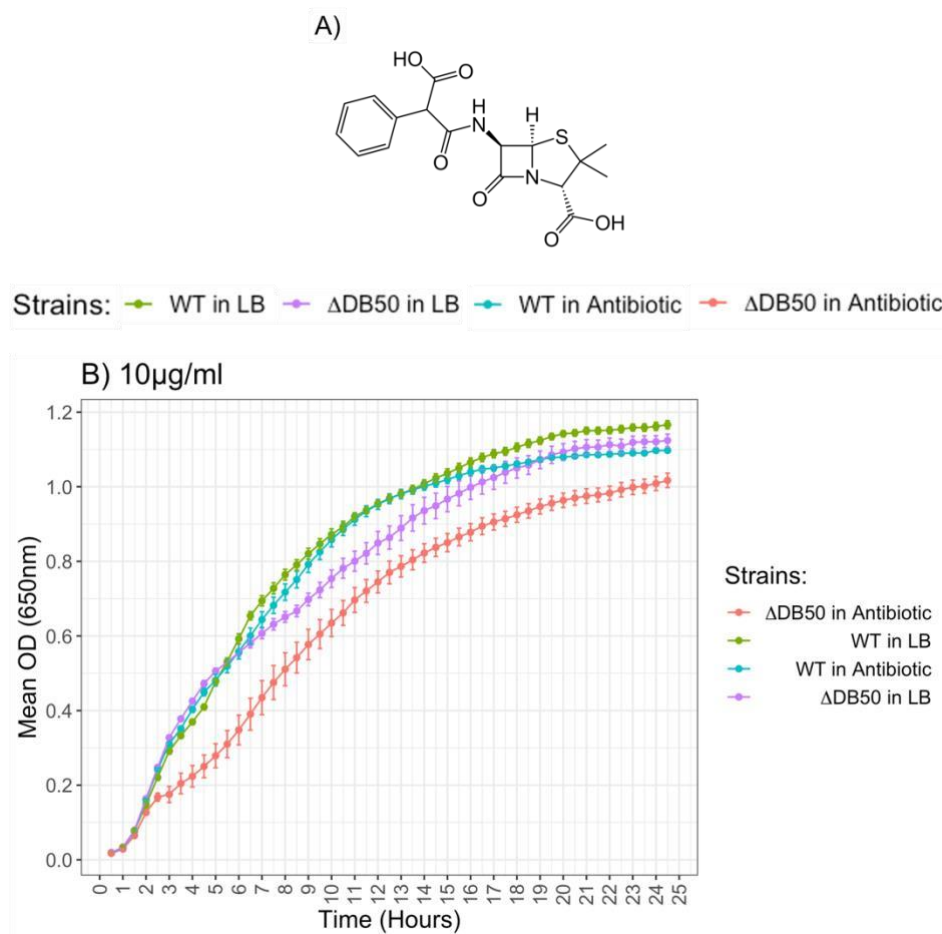 A)
HO
O
H
N
H
S
O
N
O
OH
O
Strains: WT in LB ΔDB50 in LB WT in Antibiotic ΔDB50 in Antibiotic
B) 10µg/ml
1.2
1.0
0.8
0.6
0.4
0.2
0.0
Mean OD (650nm)
0 1 2 3 4 5 6 7 8 9 10 11 12 13 14 15 16 17 18 19 20 21 22 23 24 25
Time (Hours)
Strains:
ΔDB50 in Antibiotic
WT in LB
WT in Antibiotic
ΔDB50 in LB